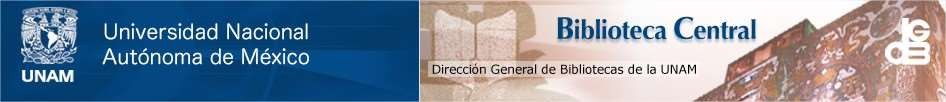 UNAM
Universidad Nacional
Autónoma de México
Biblioteca Central
Dirección General de Bibliotecas de la UNAM